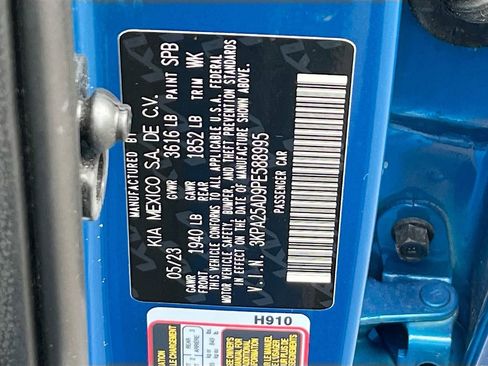 MANUFACTURED BY
KIA MEXICO S.A. DE C.V.
05/23 GVWR 3616 LB PAINT SPB
GAWR FRONT 1940 LB GAWR REAR 1852 LB TRIM WK
THIS VEHICLE CONFORMS TO ALL APPLICABLE U.S.A. FEDERAL
MOTOR VEHICLE SAFETY, BUMPER, AND THEFT PREVENTION STANDARDS
IN EFFECT ON THE DATE OF MANUFACTURE SHOWN ABOVE.
V.I.N. 3KPA25AD9PE588995
PASSENGER CAR
H910
REAR
ARRIÈRE